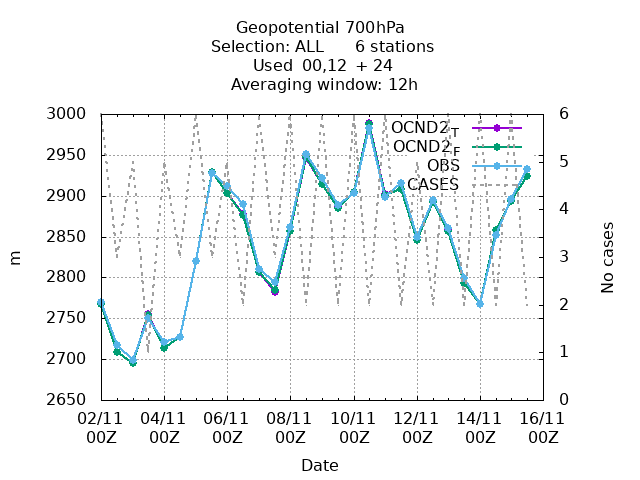 Geopotential 700hPa
Selection: ALL 6 stations
Used 00,12 + 24
Averaging window: 12h
3000
2950
2900
2850
2800
2750
2700
2650
m
6
5
4
3
2
1
0
No cases
OCND2_T
OCND2_F
OBS
CASES
02/11 04/11 06/11 08/11 10/11 12/11 14/11 16/11
00Z 00Z 00Z 00Z 00Z 00Z 00Z 00Z
Date